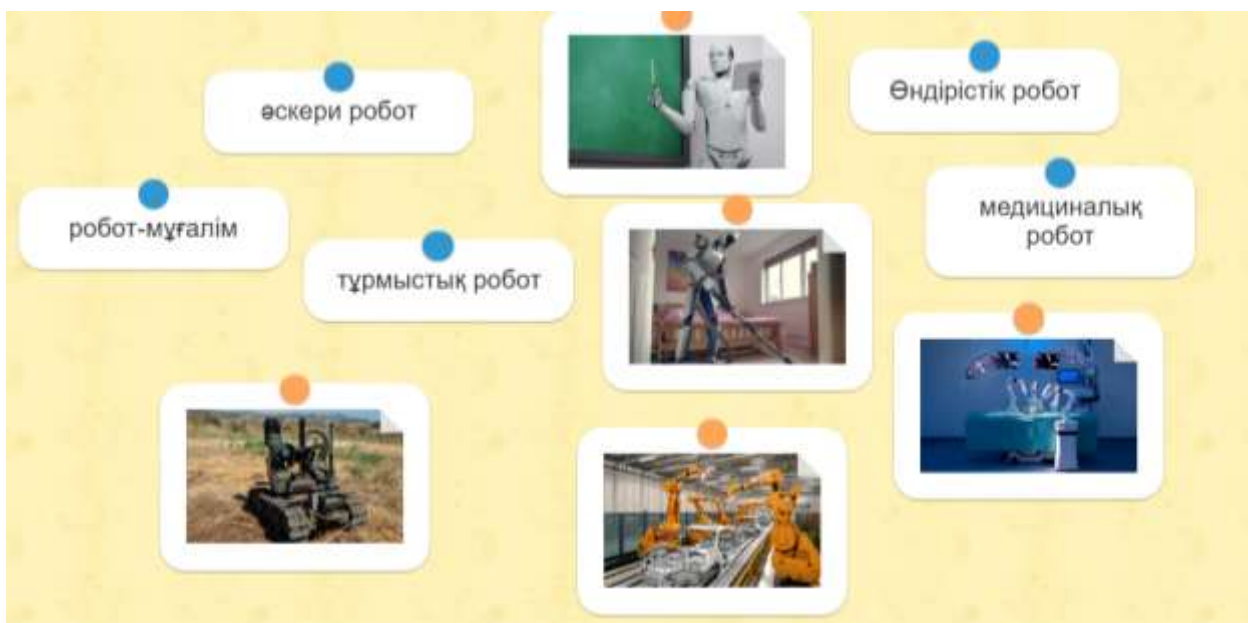 әскери робот
Өндірістік робот
робот-мұғалім
медициналық
робот
тұрмыстық робот